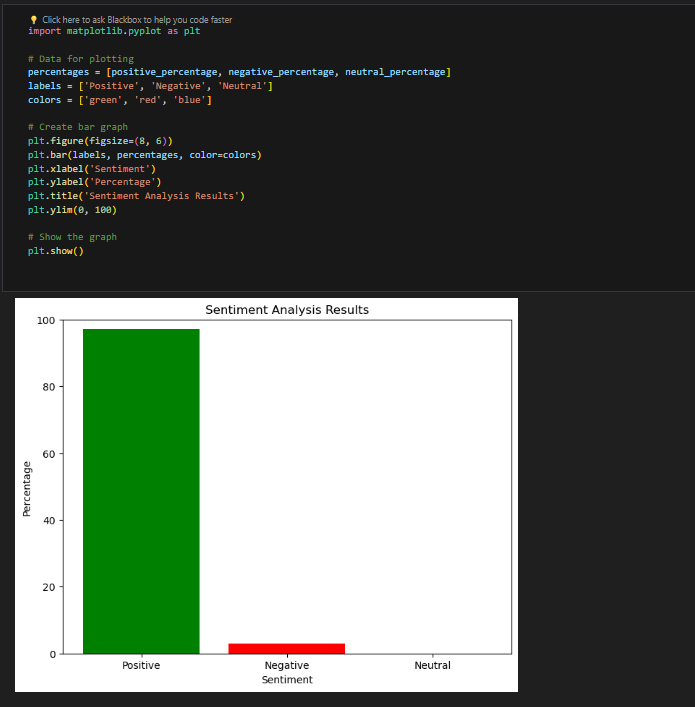 💡 Click here to ask Blackbox to help you code faster
import matplotlib.pyplot as plt
# Data for plotting
percentages = [positive_percentage, negative_percentage, neutral_percentage]
labels = ['Positive', 'Negative', 'Neutral']
colors = ['green', 'red', 'blue']
# Create bar graph
plt.figure(figsize=(8, 6))
plt.bar(labels, percentages, color=colors)
plt.xlabel('Sentiment')
plt.ylabel('Percentage')
plt.title('Sentiment Analysis Results')
plt.ylim(0, 100)
# Show the graph
plt.show()
Sentiment Analysis Results
100
80
60
40
20
0
Percentage
Positive
Negative
Neutral
Sentiment